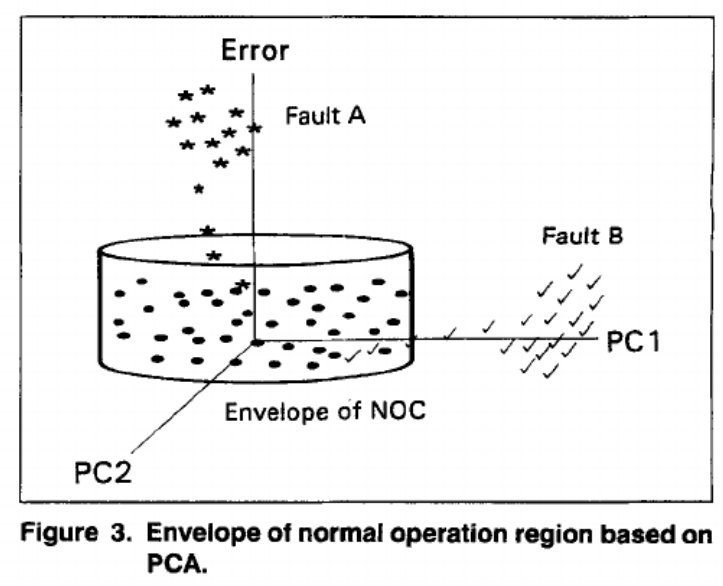 Error
Fault A
Fault B
PC1
Envelope of NOC
PC2
Figure 3. Envelope of normal operation region based on
PCA.